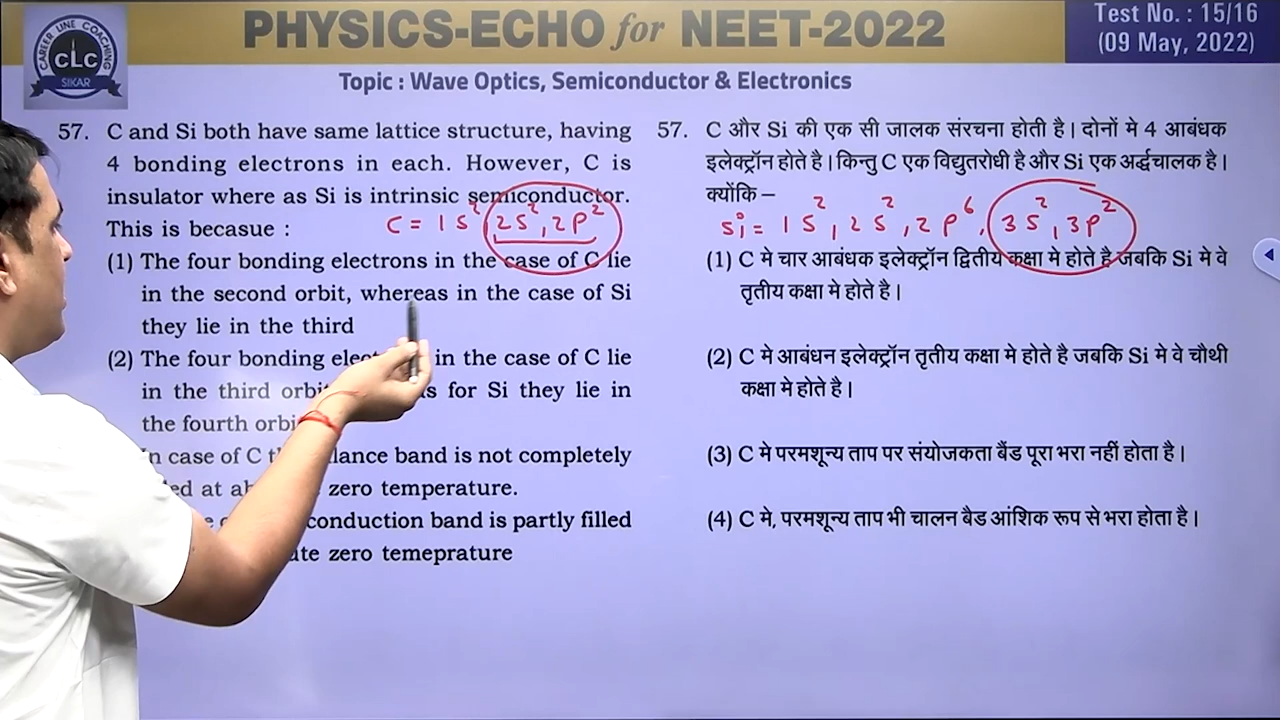 CAREER LINE COACHING
CLC
SIKAR
PHYSICS-ECHO for NEET-2022
Test No. : 15/16
(09 May, 2022)
Topic : Wave Optics, Semiconductor & Electronics
57. C and Si both have same lattice structure, having
4 bonding electrons in each. However, C is
insulator where as Si is intrinsic semiconductor.
This is becasue :
C = 1S², 2S², 2P²
(1) The four bonding electrons in the case of C lie
in the second orbit, whereas in the case of Si
they lie in the third
(2) The four bonding in the case of C lie
in the third for Si they lie in
the fourth
In case of C band is not completely
at zero temperature.
conduction band is partly filled
zero temeprature
57. C और Si की एक सी जालक संरचना होती है। दोनों मे 4 आबंधक
इलेक्ट्रॉन होते है। किन्तु C एक विद्युतरोधी है और Si एक अर्द्धचालक है।
क्योंकि –
Si = 1S², 2S², 2P⁶, 3S², 3P²
(1) C मे चार आबंधक इलेक्ट्रॉन द्वितीय कक्षा मे होते है जबकि Si मे वे
तृतीय कक्षा मे होते है।
(2) C मे आबंधन इलेक्ट्रॉन तृतीय कक्षा मे होते है जबकि Si मे वे चौथी
कक्षा मे होते है।
(3) C मे परमशून्य ताप पर संयोजकता बैंड पूरा भरा नहीं होता है।
(4) C मे, परमशून्य ताप भी चालन बैड आंशिक रूप से भरा होता है।